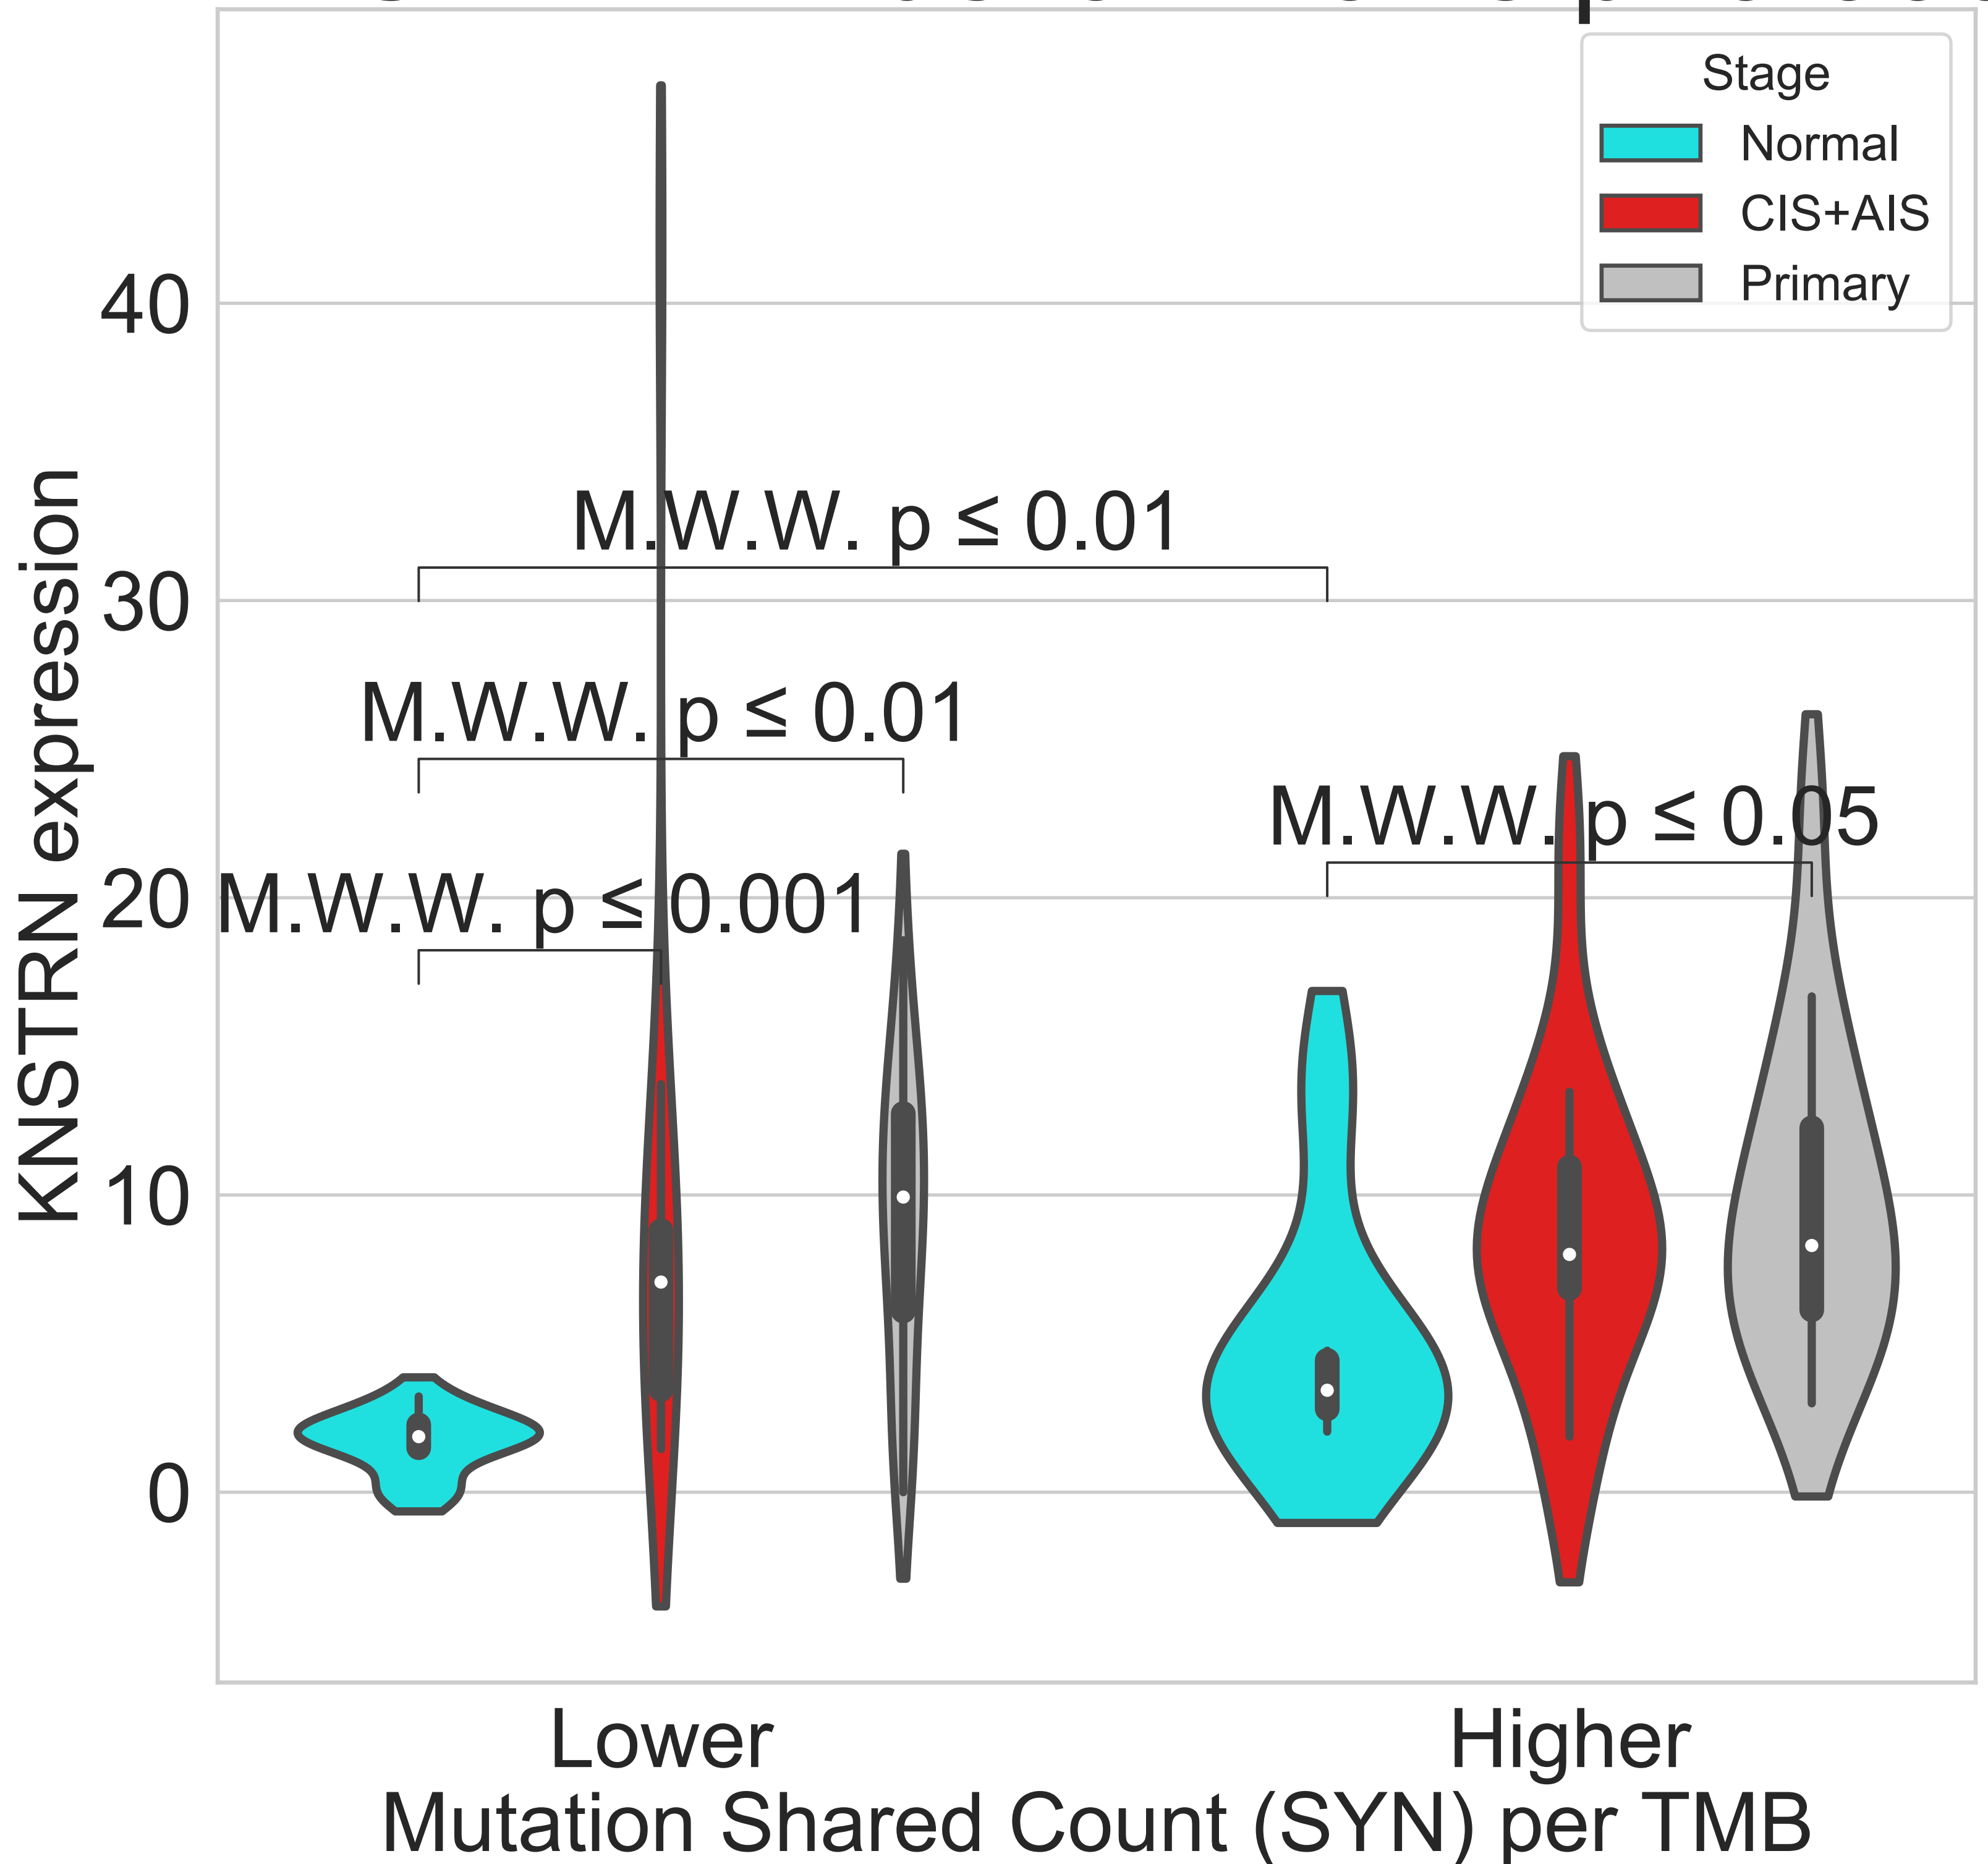 Stage
Normal
CIS+AIS
Primary
KNSTRN expression
40
30
20
10
0
M.W.W. p ≤ 0.01
M.W.W. p ≤ 0.01
M.W.W. p ≤ 0.05
M.W.W. p ≤ 0.001
Lower
Higher
Mutation Shared Count (SYN) per TMB